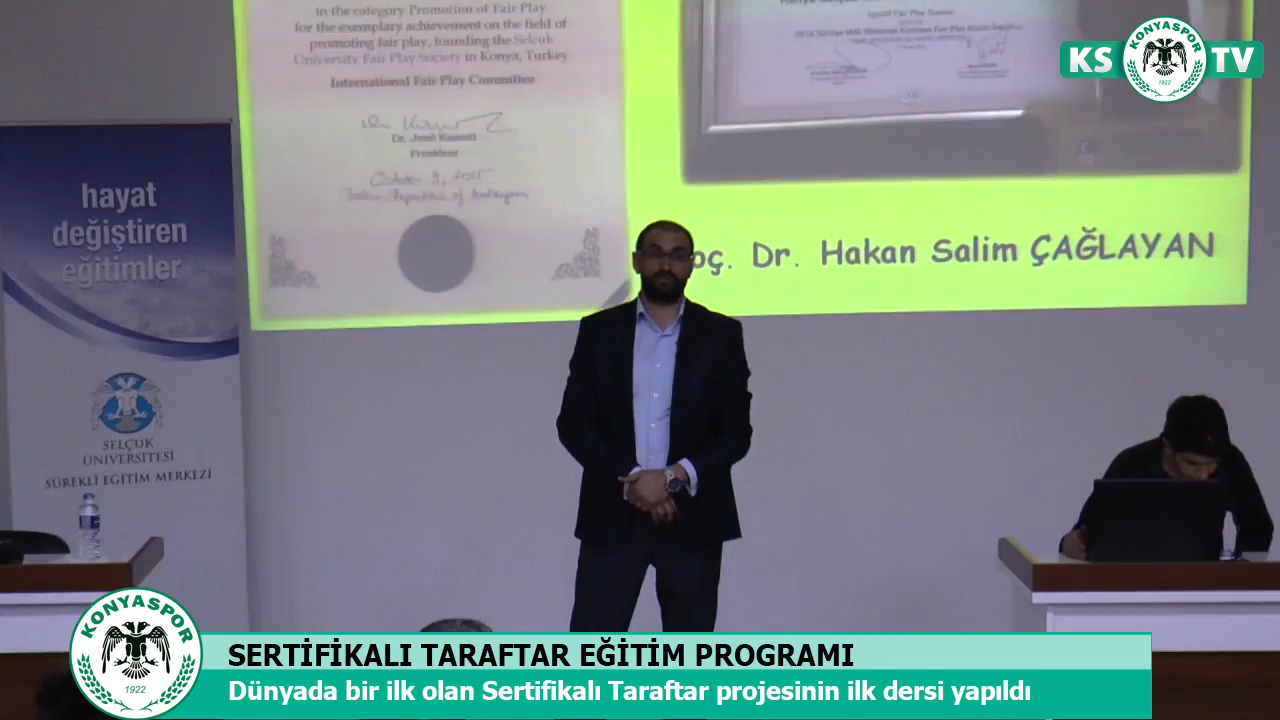 in the category Promotion of Fair Play
for the exemplary achievement on the field of
promoting fair play, founding the Selcuk
University Fair Play Society in Konya, Turkey
International Fair Play Committee
President
KS KONYASPOR 1922 TV
hayat
değiştiren
eğitimler
Dr. Hakan Salim ÇAĞLAYAN
SELÇUK
ÜNİVERSİTESİ
SÜREKLİ EĞİTİM MERKEZİ
KONYASPOR
1922
SERTİFİKALI TARAFTAR EĞİTİM PROGRAMI
Dünyada bir ilk olan Sertifikalı Taraftar projesinin ilk dersi yapıldı